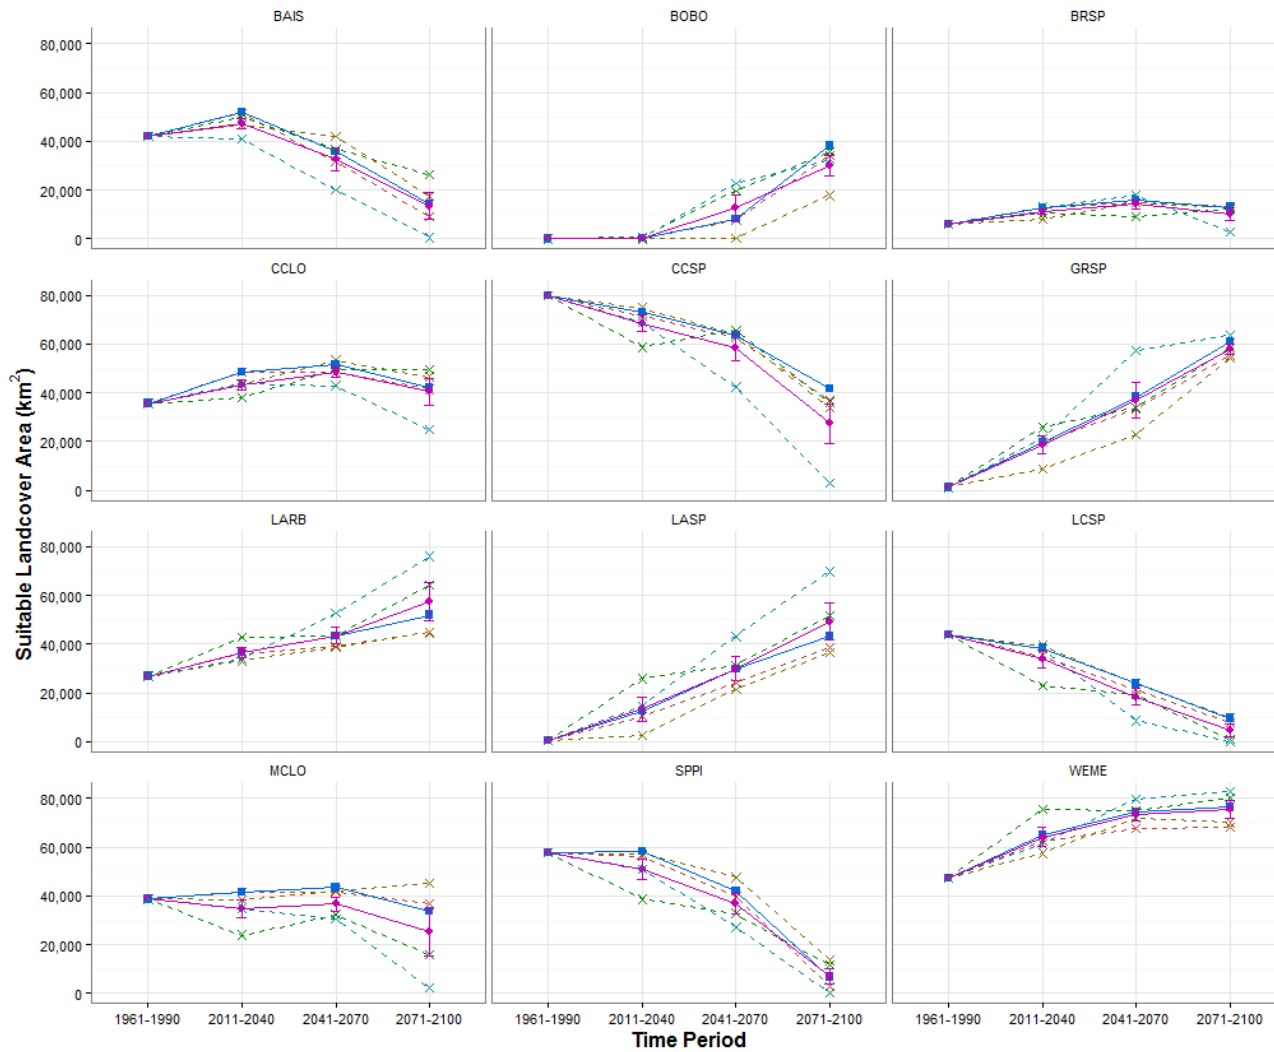 BAIS BOBO BRSP
80,000
60,000
40,000
20,000
0
CCLO CCSP GRSP
80,000
60,000
40,000
20,000
0
LARB LASP LCSP
80,000
60,000
40,000
20,000
0
MCLO SPPI WEME
80,000
60,000
40,000
20,000
0
Suitable Landcover Area (km²)
1961-1990 2011-2040 2041-2070 2071-2100 1961-1990 2011-2040 2041-2070 2071-2100 1961-1990 2011-2040 2041-2070 2071-2100
Time Period